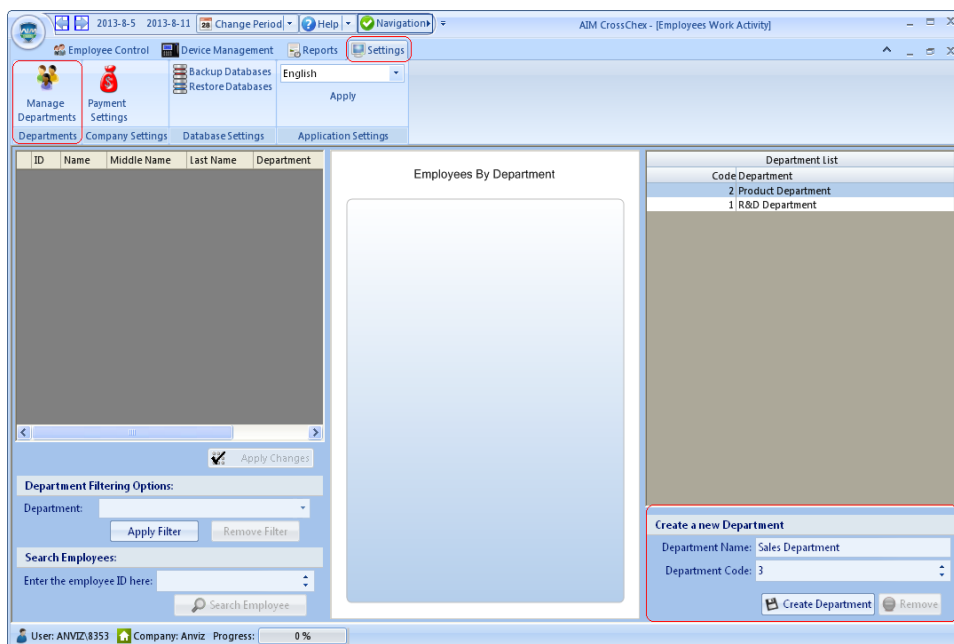 2013-8-5 2013-8-11 28 Change Period Help Navigation AIM CrossChex - [Employees Work Activity]
AIM
Employee Control Device Management Reports Settings
Manage Departments
Payment Settings
Backup Databases
Restore Databases
English
Apply
Departments Company Settings Database Settings Application Settings
ID Name Middle Name Last Name Department
Employees By Department
Department List
Code Department
2 Product Department
1 R&D Department
Apply Changes
Department Filtering Options:
Department:
Apply Filter Remove Filter
Search Employees:
Enter the employee ID here:
Search Employee
Create a new Department
Department Name: Sales Department
Department Code: 3
Create Department Remove
User: ANVIZ\8353 Company: Anviz Progress: 0 %